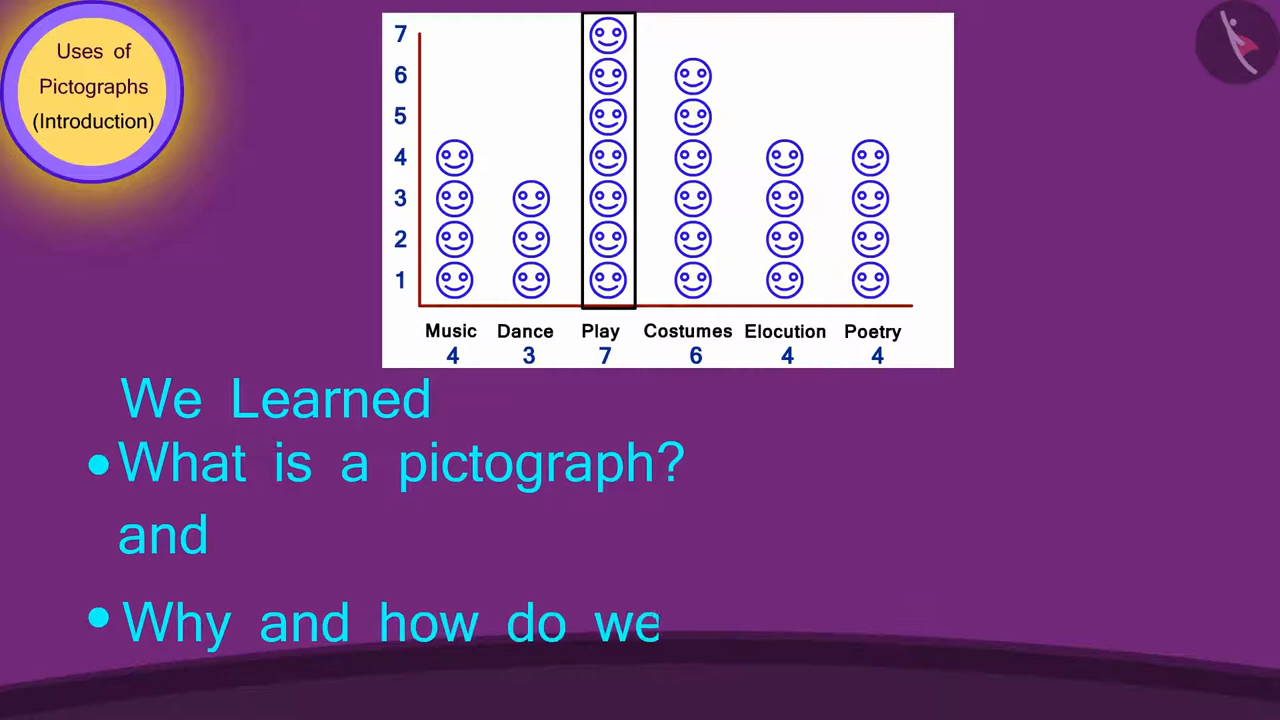 Uses of
Pictographs
(Introduction)
7
6
5
4
3
2
1
Music Dance Play Costumes Elocution Poetry
4 3 7 6 4 4
We Learned
•What is a pictograph?
and
• Why and how do we